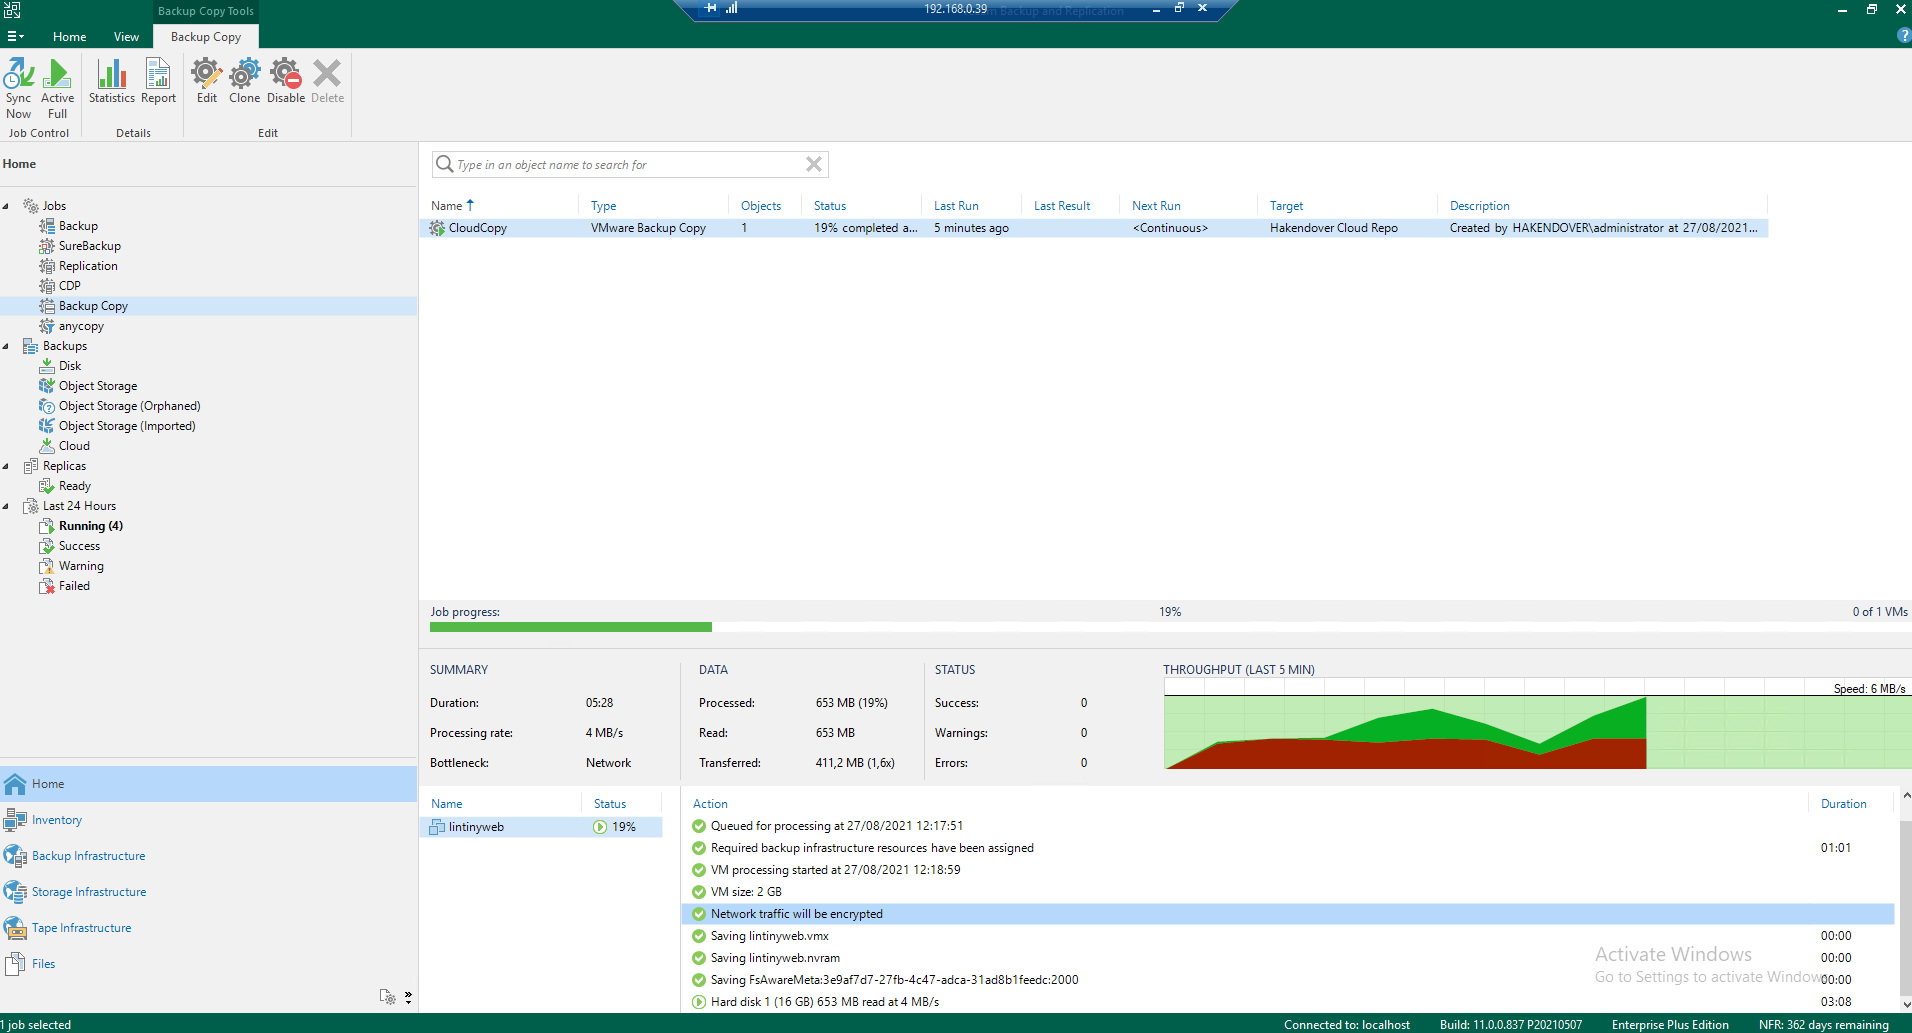 Backup Copy Tools
192.168.0.39
Backup and Replication
Home View Backup Copy
Sync Now
Active Full
Statistics
Report
Edit
Clone
Disable
Delete
Job Control
Details
Edit
Home
Type in an object name to search for
Jobs
Backup
SureBackup
Replication
CDP
Backup Copy
anycopy
Backups
Disk
Object Storage
Object Storage (Orphaned)
Object Storage (Imported)
Cloud
Replicas
Ready
Last 24 Hours
Running (4)
Success
Warning
Failed
Home
Inventory
Backup Infrastructure
Storage Infrastructure
Tape Infrastructure
Files
Name Type Objects Status Last Run Last Result Next Run Target Description
CloudCopy VMware Backup Copy 1 19% completed a... 5 minutes ago <Continuous> Hakendover Cloud Repo Created by HAKENDOVER\administrator at 27/08/2021...
Job progress: 19% 0 of 1 VMs
SUMMARY
Duration: 05:28
Processing rate: 4 MB/s
Bottleneck: Network
DATA
Processed: 653 MB (19%)
Read: 653 MB
Transferred: 411,2 MB (1,6x)
STATUS
Success: 0
Warnings: 0
Errors: 0
THROUGHPUT (LAST 5 MIN)
Speed: 6 MB/s
Name Status
lintinyweb 19%
Action Duration
Queued for processing at 27/08/2021 12:17:51
Required backup infrastructure resources have been assigned 01:01
VM processing started at 27/08/2021 12:18:59
VM size: 2 GB
Network traffic will be encrypted
Saving lintinyweb.vmx 00:00
Saving lintinyweb.nvram 00:00
Saving FsAwareMeta:3e9af7d7-27fb-4c47-adca-31ad8b1feedc:2000 00:00
Hard disk 1 (16 GB) 653 MB read at 4 MB/s 03:08
Activate Windows
Go to Settings to activate Windows
1 job selected
Connected to: localhost Build: 11.0.0.837 P20210507 Enterprise Plus Edition NFR: 362 days remaining